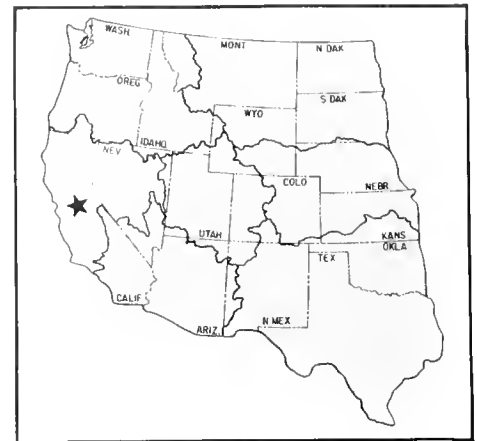 WASH
MONT
N DAK
OREG
S DAK
WYO
IDAHO
NEV
COLO
NEBR
UTAH
KANS
OKLA
TEX
CALIF
ARIZ.
N MEX